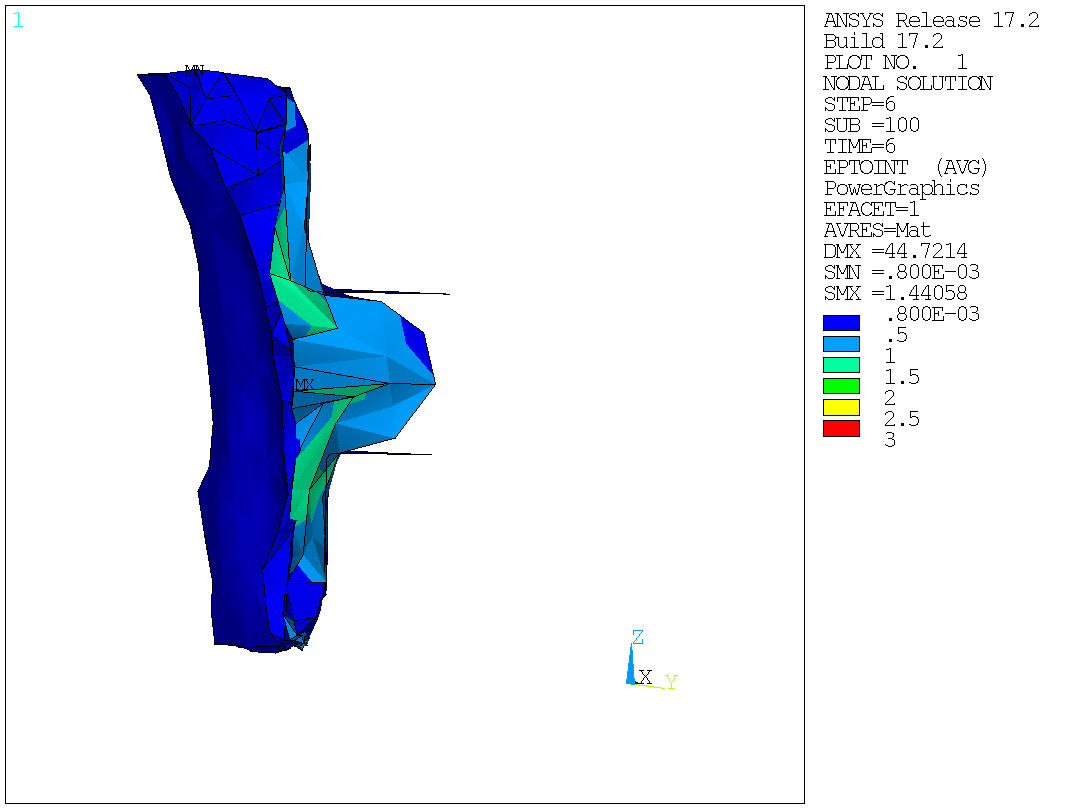 1
ANSYS Release 17.2
Build 17.2
PLOT NO.   1
NODAL SOLUTION
STEP=6
SUB =100
TIME=6
EPTOINT  (AVG)
PowerGraphics
EFACET=1
AVRES=Mat
DMX =44.7214
SMN =.800E-03
SMX =1.44058
.800E-03
.5
1
1.5
2
2.5
3
MN
MX
Z
X
Y